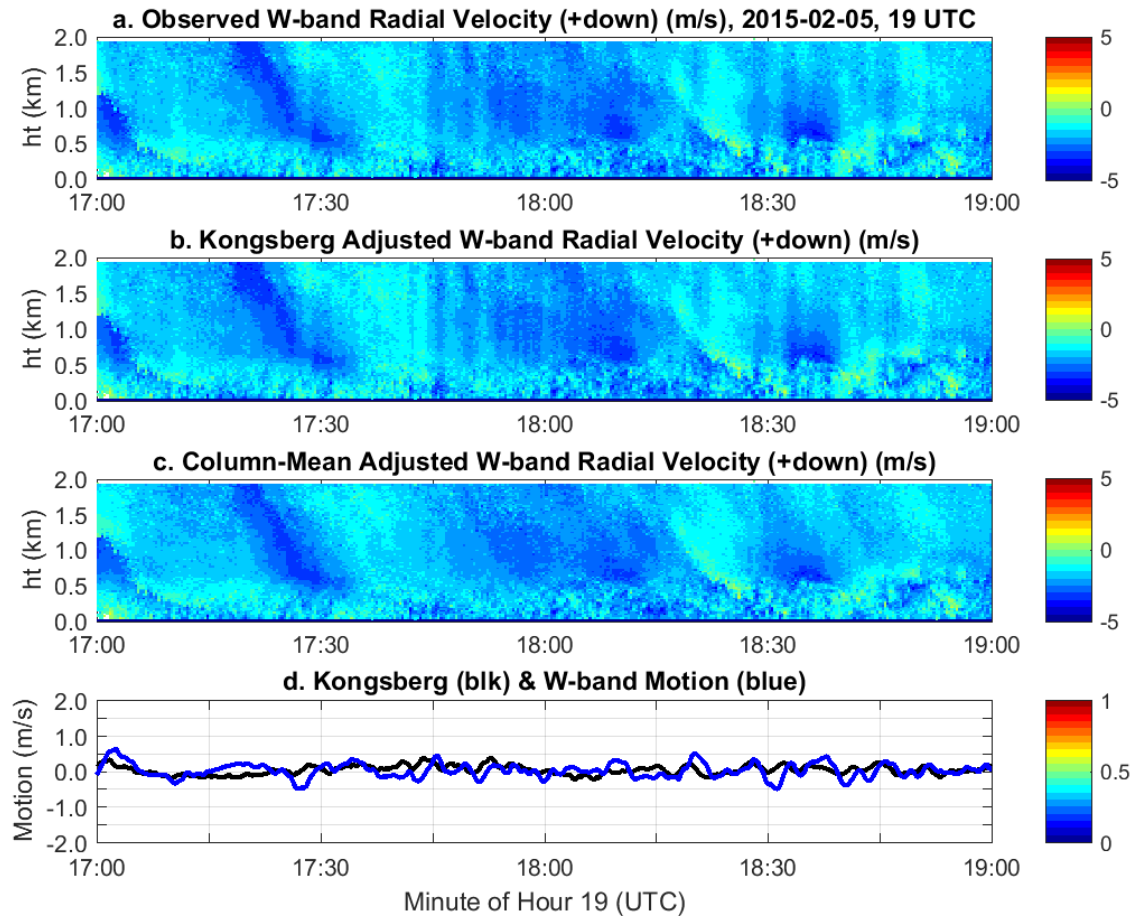 a. Observed W-band Radial Velocity (+down) (m/s), 2015-02-05, 19 UTC
2.0
1.5
1.0
0.5
0.0
ht (km)
17:00 17:30 18:00 18:30 19:00
5
0
-5
b. Kongsberg Adjusted W-band Radial Velocity (+down) (m/s)
2.0
1.5
1.0
0.5
0.0
ht (km)
17:00 17:30 18:00 18:30 19:00
5
0
-5
c. Column-Mean Adjusted W-band Radial Velocity (+down) (m/s)
2.0
1.5
1.0
0.5
0.0
ht (km)
17:00 17:30 18:00 18:30 19:00
5
0
-5
d. Kongsberg (blk) & W-band Motion (blue)
2.0
1.0
0.0
-1.0
-2.0
Motion (m/s)
17:00 17:30 18:00 18:30 19:00
1
0.5
0
Minute of Hour 19 (UTC)